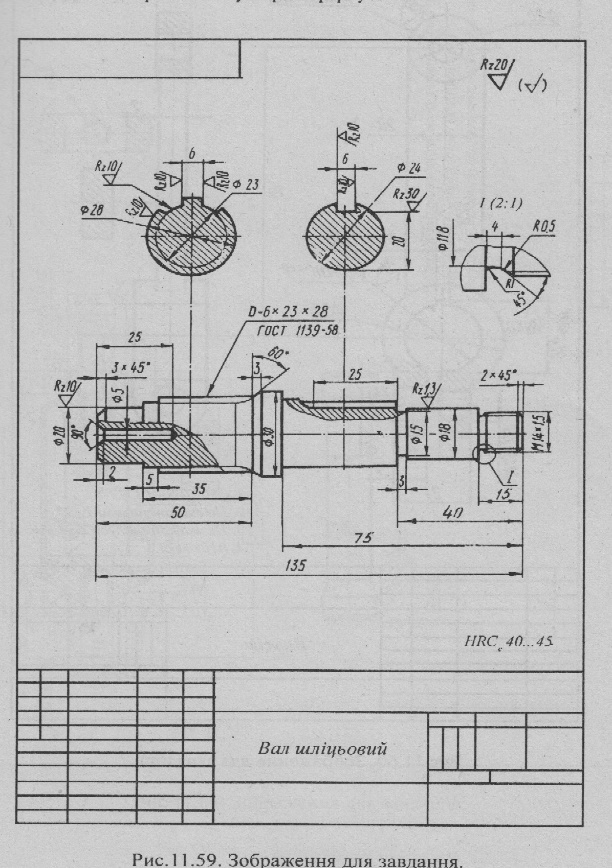 Rz20
(√)
6
Rz10
Rz10
Rz10
Rz10
Ф 23
Ф28
Rz10
6
Ф 24
Rz30
20
I (2:1)
4
R0,5
Ф11,8
R1
45°
D-6×23×28
ГОСТ 1139-58
25
3×45°
Rz10
Ф5
60°
3
25
Rz1,3
2×45°
Ф20
90°
Ф30
Ф15
Ф18
М14×1,5
2
5
35
3
I
15
50
40
75
135
HRCс 40...45
Вал шліцьовий
Рис.11.59. Зображення для завдання.